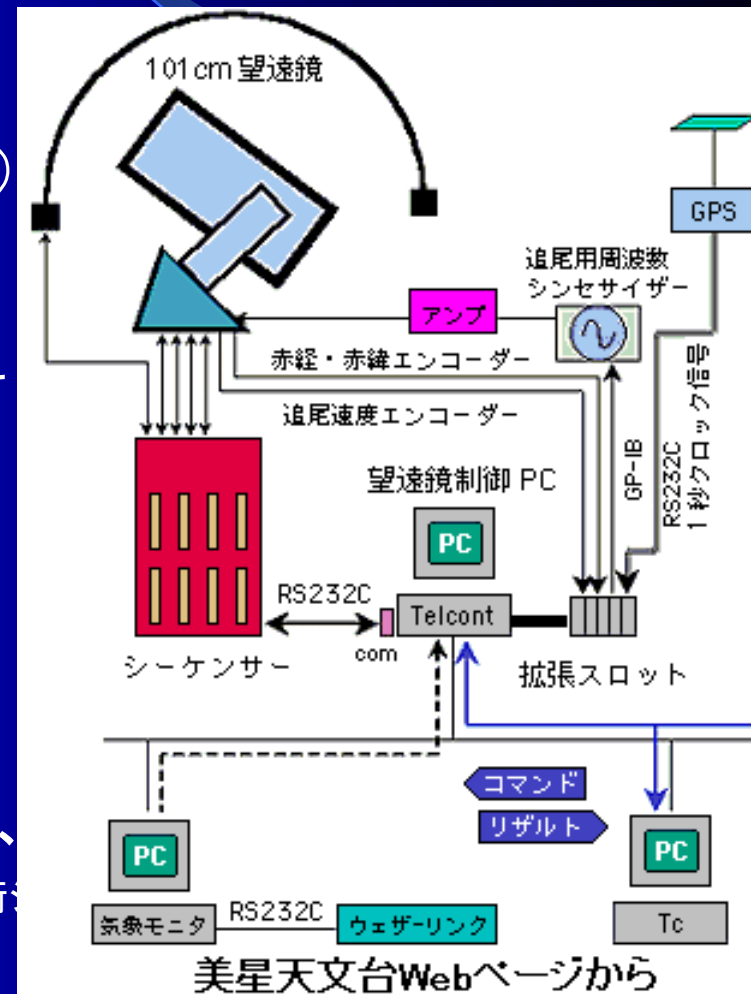 101cm望遠鏡
GPS
追尾用周波数
シンセサイザー
アンプ
赤経・赤緯エンコーダー
追尾速度エンコーダー
GP-IB
RS232C
1秒クロック信号
望遠鏡制御 PC
PC
RS232C
Telcont
com
シーケンサー
拡張スロット
コマンド
リザルト
PC
PC
気象モニタ
RS232C
ウェザーリンク
Tc
美星天文台Webページから